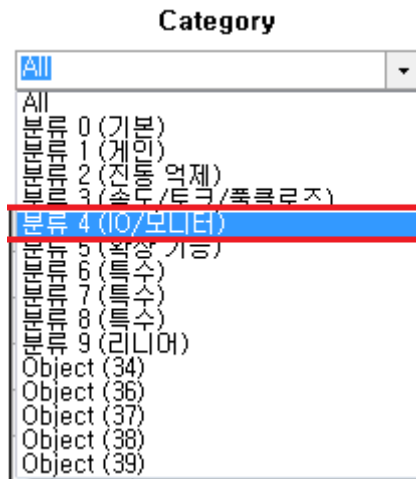 Category
All
All
분류 0 (기본)
분류 1 (게인)
분류 2 (진동 억제)
분류 3 (속도/토크/풀클로즈)
분류 4 (IO/모니터)
분류 5 (확장 기능)
분류 6 (특수)
분류 7 (특수)
분류 8 (특수)
분류 9 (리니어)
Object (34)
Object (36)
Object (37)
Object (38)
Object (39)